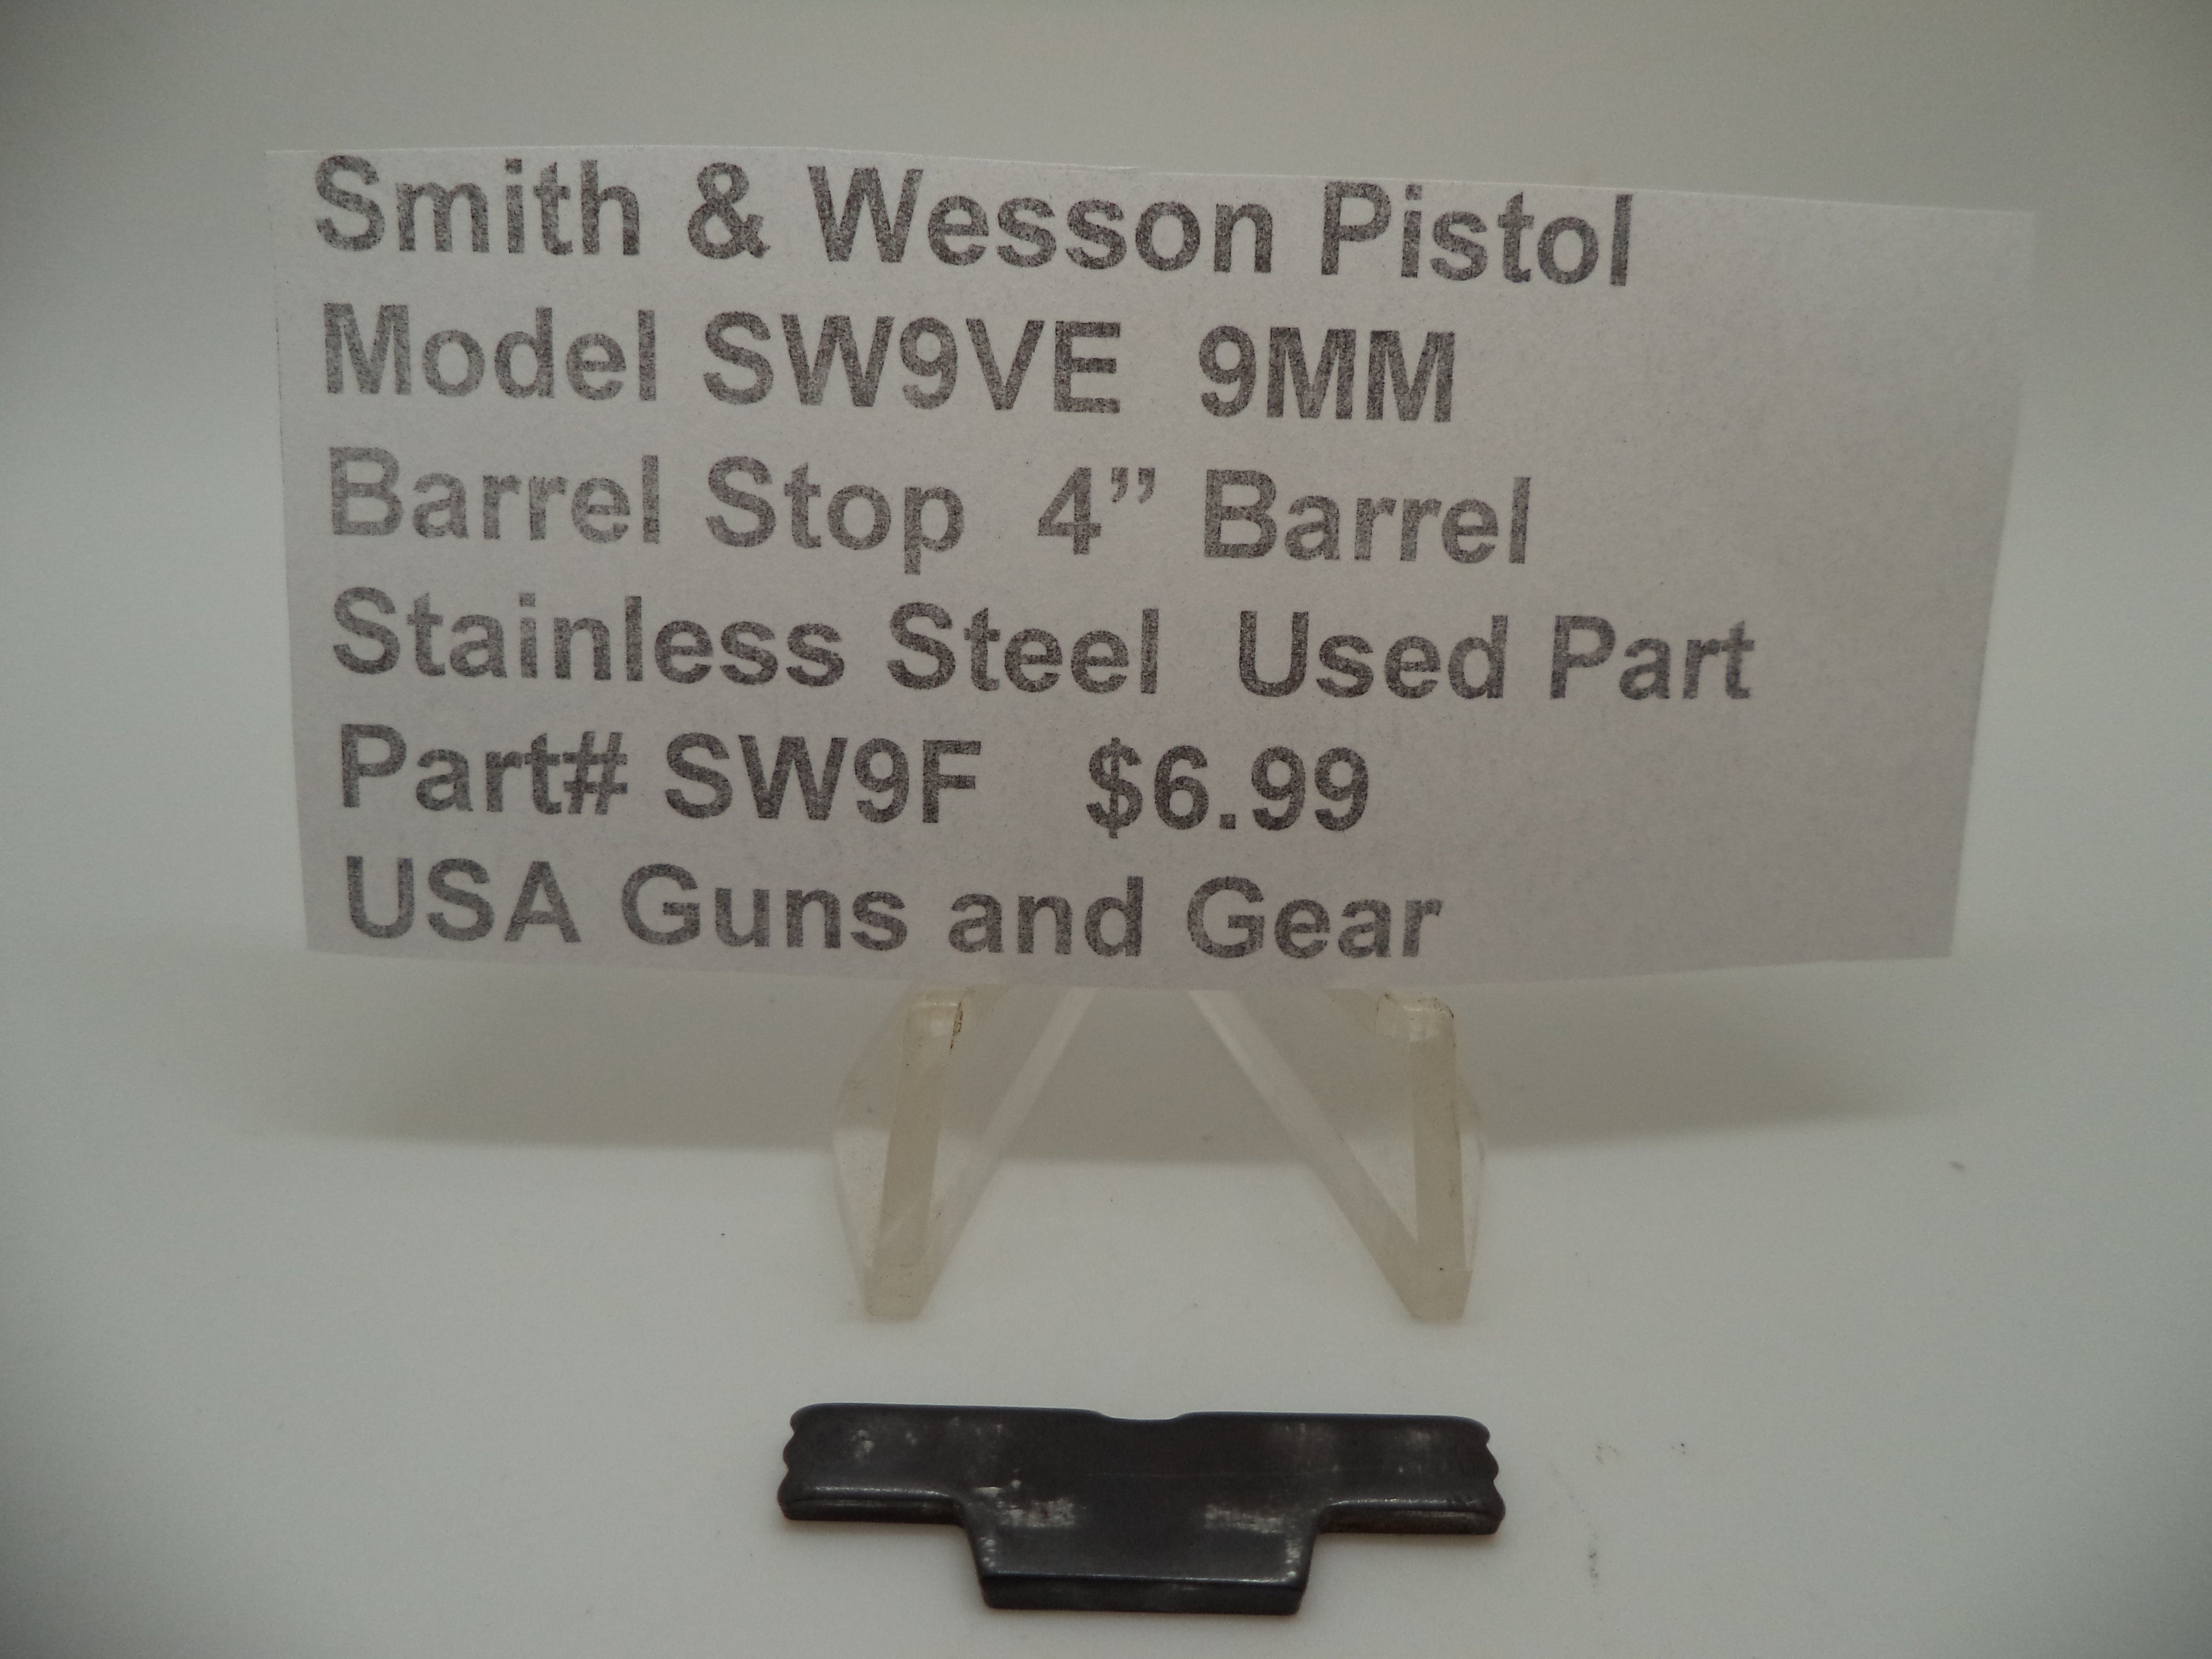 Smith & Wesson Pistol
Model SW9VE 9MM
Barrel Stop 4” Barrel
Stainless Steel Used Part
Part# SW9F $6.99
USA Guns and Gear